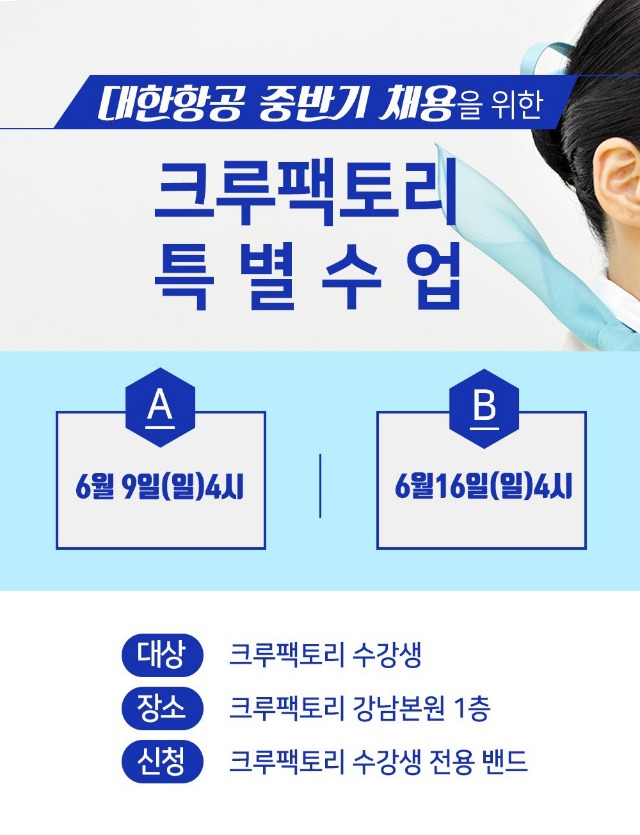 대한항공 중반기 채용을 위한
크루팩토리
특별수업
A
6월 9일(일)4시
B
6월16일(일)4시
대상 크루팩토리 수강생
장소 크루팩토리 강남본원 1층
신청 크루팩토리 수강생 전용 밴드